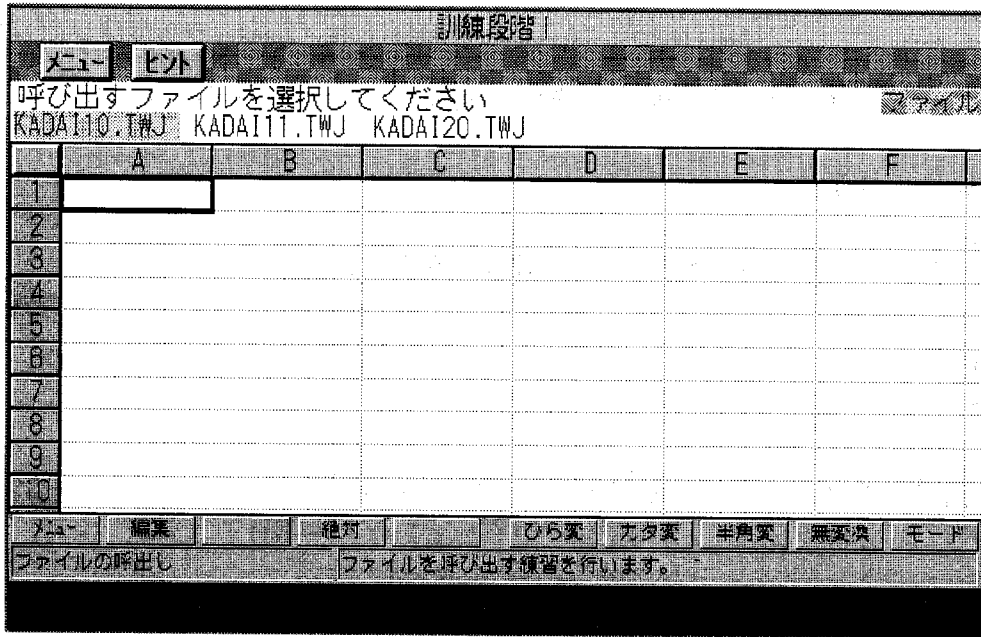 訓練段階 I
メニュー ヒント
呼び出すファイルを選択してください ファイル
KADAI10.TWJ KADAI11.TWJ KADAI20.TWJ
A B C D E F
1
2
3
4
5
6
7
8
9
10
メニュー 編集 絶対 ひら変 カタ変 半角変 無変換 モード
ファイルの呼出し ファイルを呼び出す練習を行います。